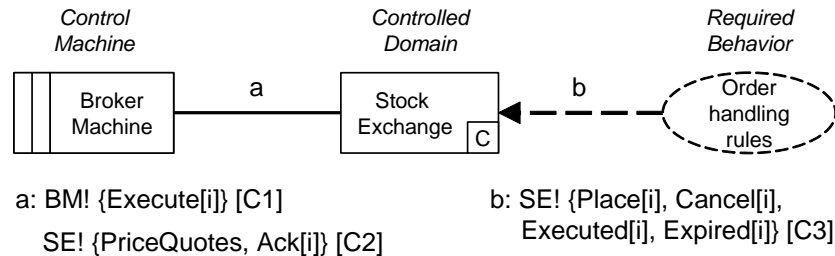 Control Machine
Controlled Domain
Required Behavior
Broker Machine
a
Stock Exchange
C
b
Order handling rules
a: BM! {Execute[i]} [C1]
SE! {PriceQuotes, Ack[i]} [C2]
b: SE! {Place[i], Cancel[i],
Executed[i], Expired[i]} [C3]